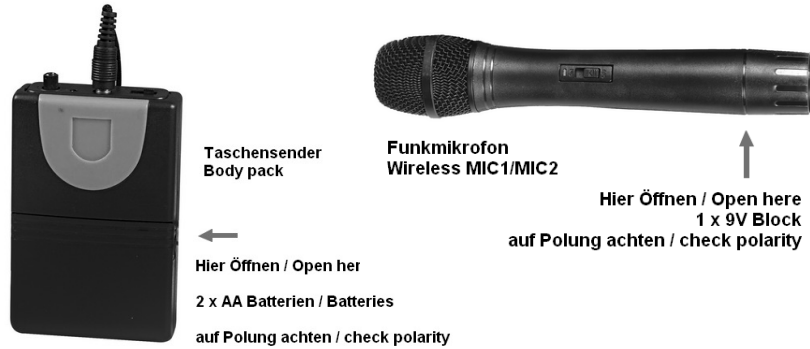 Taschensender
Body pack
Hier Öffnen / Open her
2 x AA Batterien / Batteries
auf Polung achten / check polarity
Funkmikrofon
Wireless MIC1/MIC2
Hier Öffnen / Open here
1 x 9V Block
auf Polung achten / check polarity